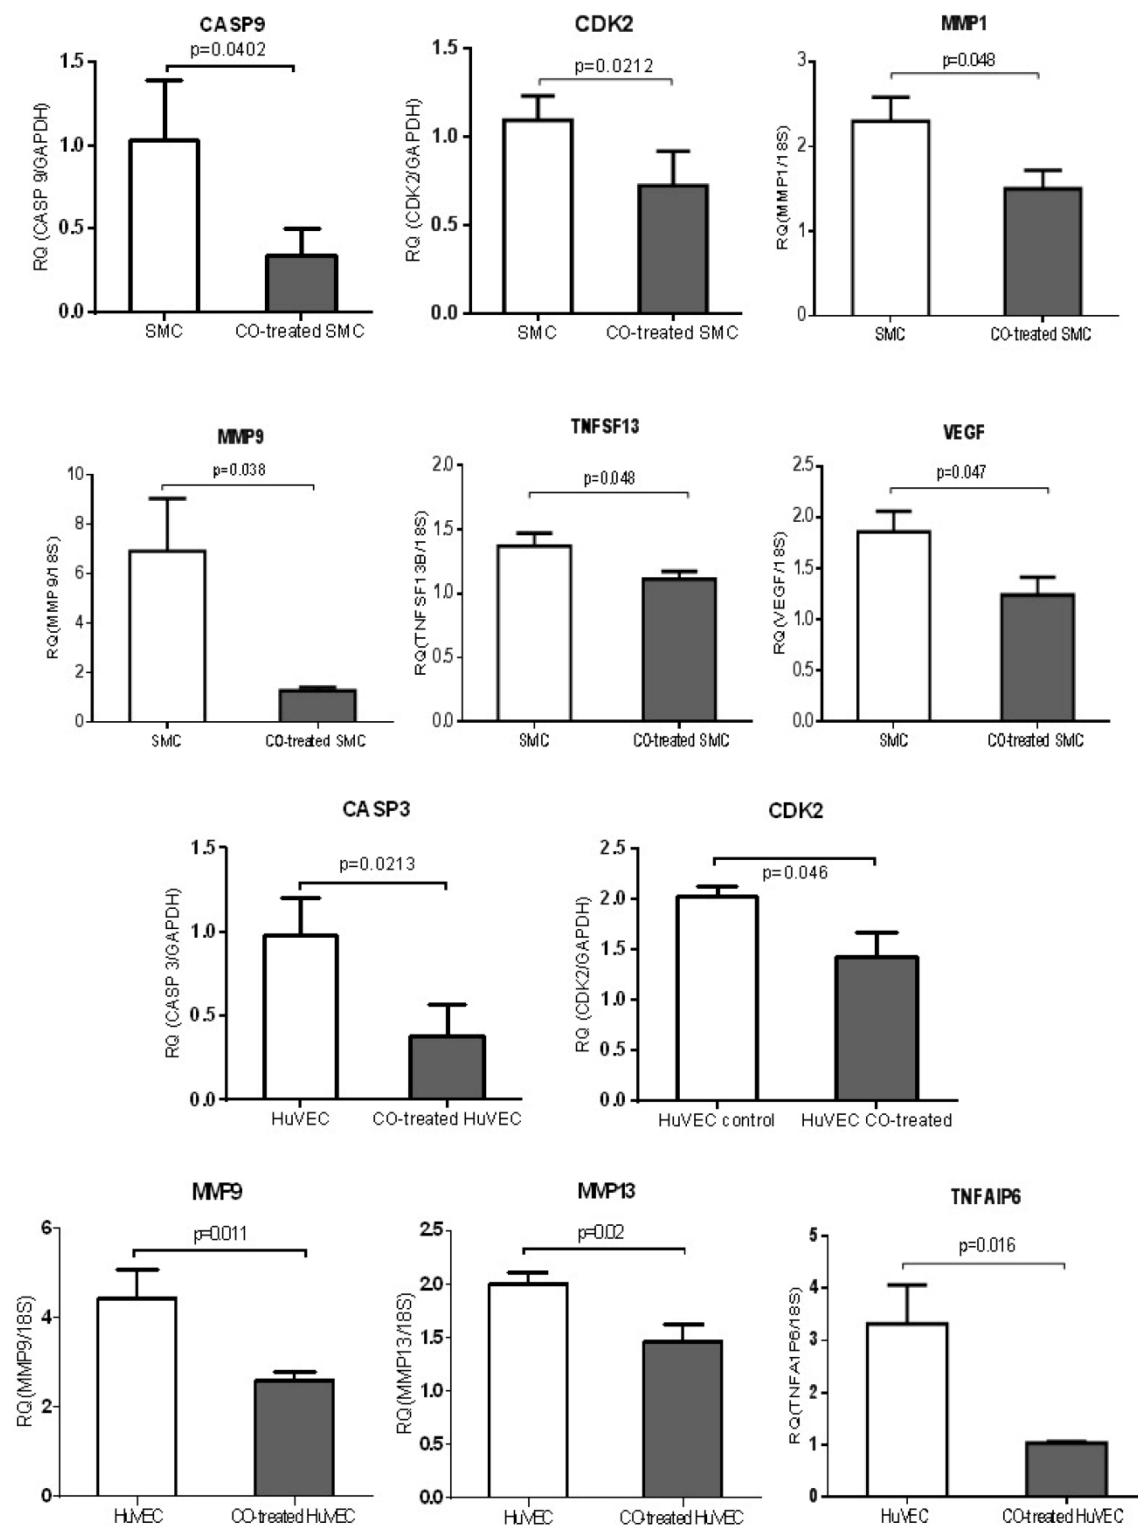 CASP9
p=0.0402
RQ (CASP 9/GAPDH)
1.5
1.0
0.5
0.0
SMC
CO-treated SMC
CDK2
p=0.0212
RQ (CDK2/GAPDH)
1.5
1.0
0.5
0.0
SMC
CO-treated SMC
MMP1
p=0.048
RQ(MMP1/18S)
3
2
1
0
SMC
CO-treated SMC
MMP9
p=0.038
RQ(MMP9/18S)
10
8
6
4
2
0
SMC
CO-treated SMC
TNFSF13
p=0.048
RQ(TNFSF13B/18S)
2.0
1.5
1.0
0.5
0.0
SMC
CO-treated SMC
VEGF
p=0.047
RQ(VEGF/18S)
2.5
2.0
1.5
1.0
0.5
0.0
SMC
CO-treated SMC
CASP3
p=0.0213
RQ (CASP 3/GAPDH)
1.5
1.0
0.5
0.0
HuVEC
CO-treated HuVEC
CDK2
p=0.046
RQ (CDK2/GAPDH)
2.5
2.0
1.5
1.0
0.5
0.0
HuVEC control
HuVEC CO-treated
MMP9
p=0.011
RQ(MMP9/18S)
6
4
2
0
HuVEC
CO-treated HuVEC
MMP13
p=0.02
RQ(MMP13/18S)
2.5
2.0
1.5
1.0
0.5
0.0
HuVEC
CO-treated HuVEC
TNFAIP6
p=0.016
RQ(TNFA1P6/18S)
5
4
3
2
1
0
HuVEC
CO-treated HuVEC